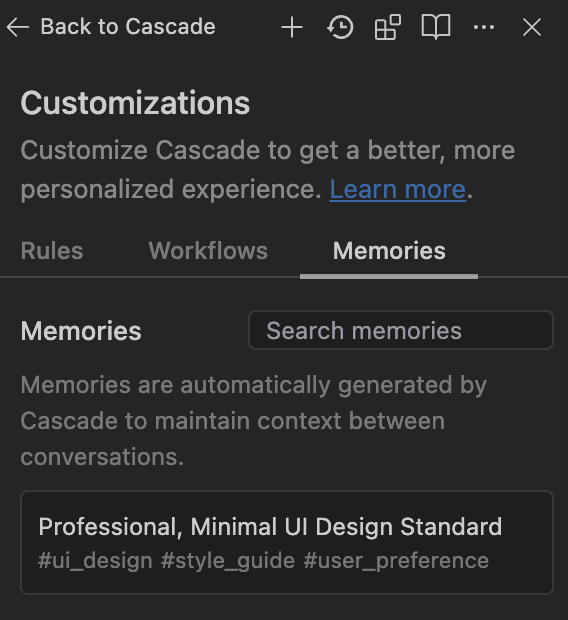 Back to Cascade
Customizations
Customize Cascade to get a better, more
personalized experience. Learn more.
Rules Workflows Memories
Memories Search memories
Memories are automatically generated by
Cascade to maintain context between
conversations.
Professional, Minimal UI Design Standard
#ui_design #style_guide #user_preference